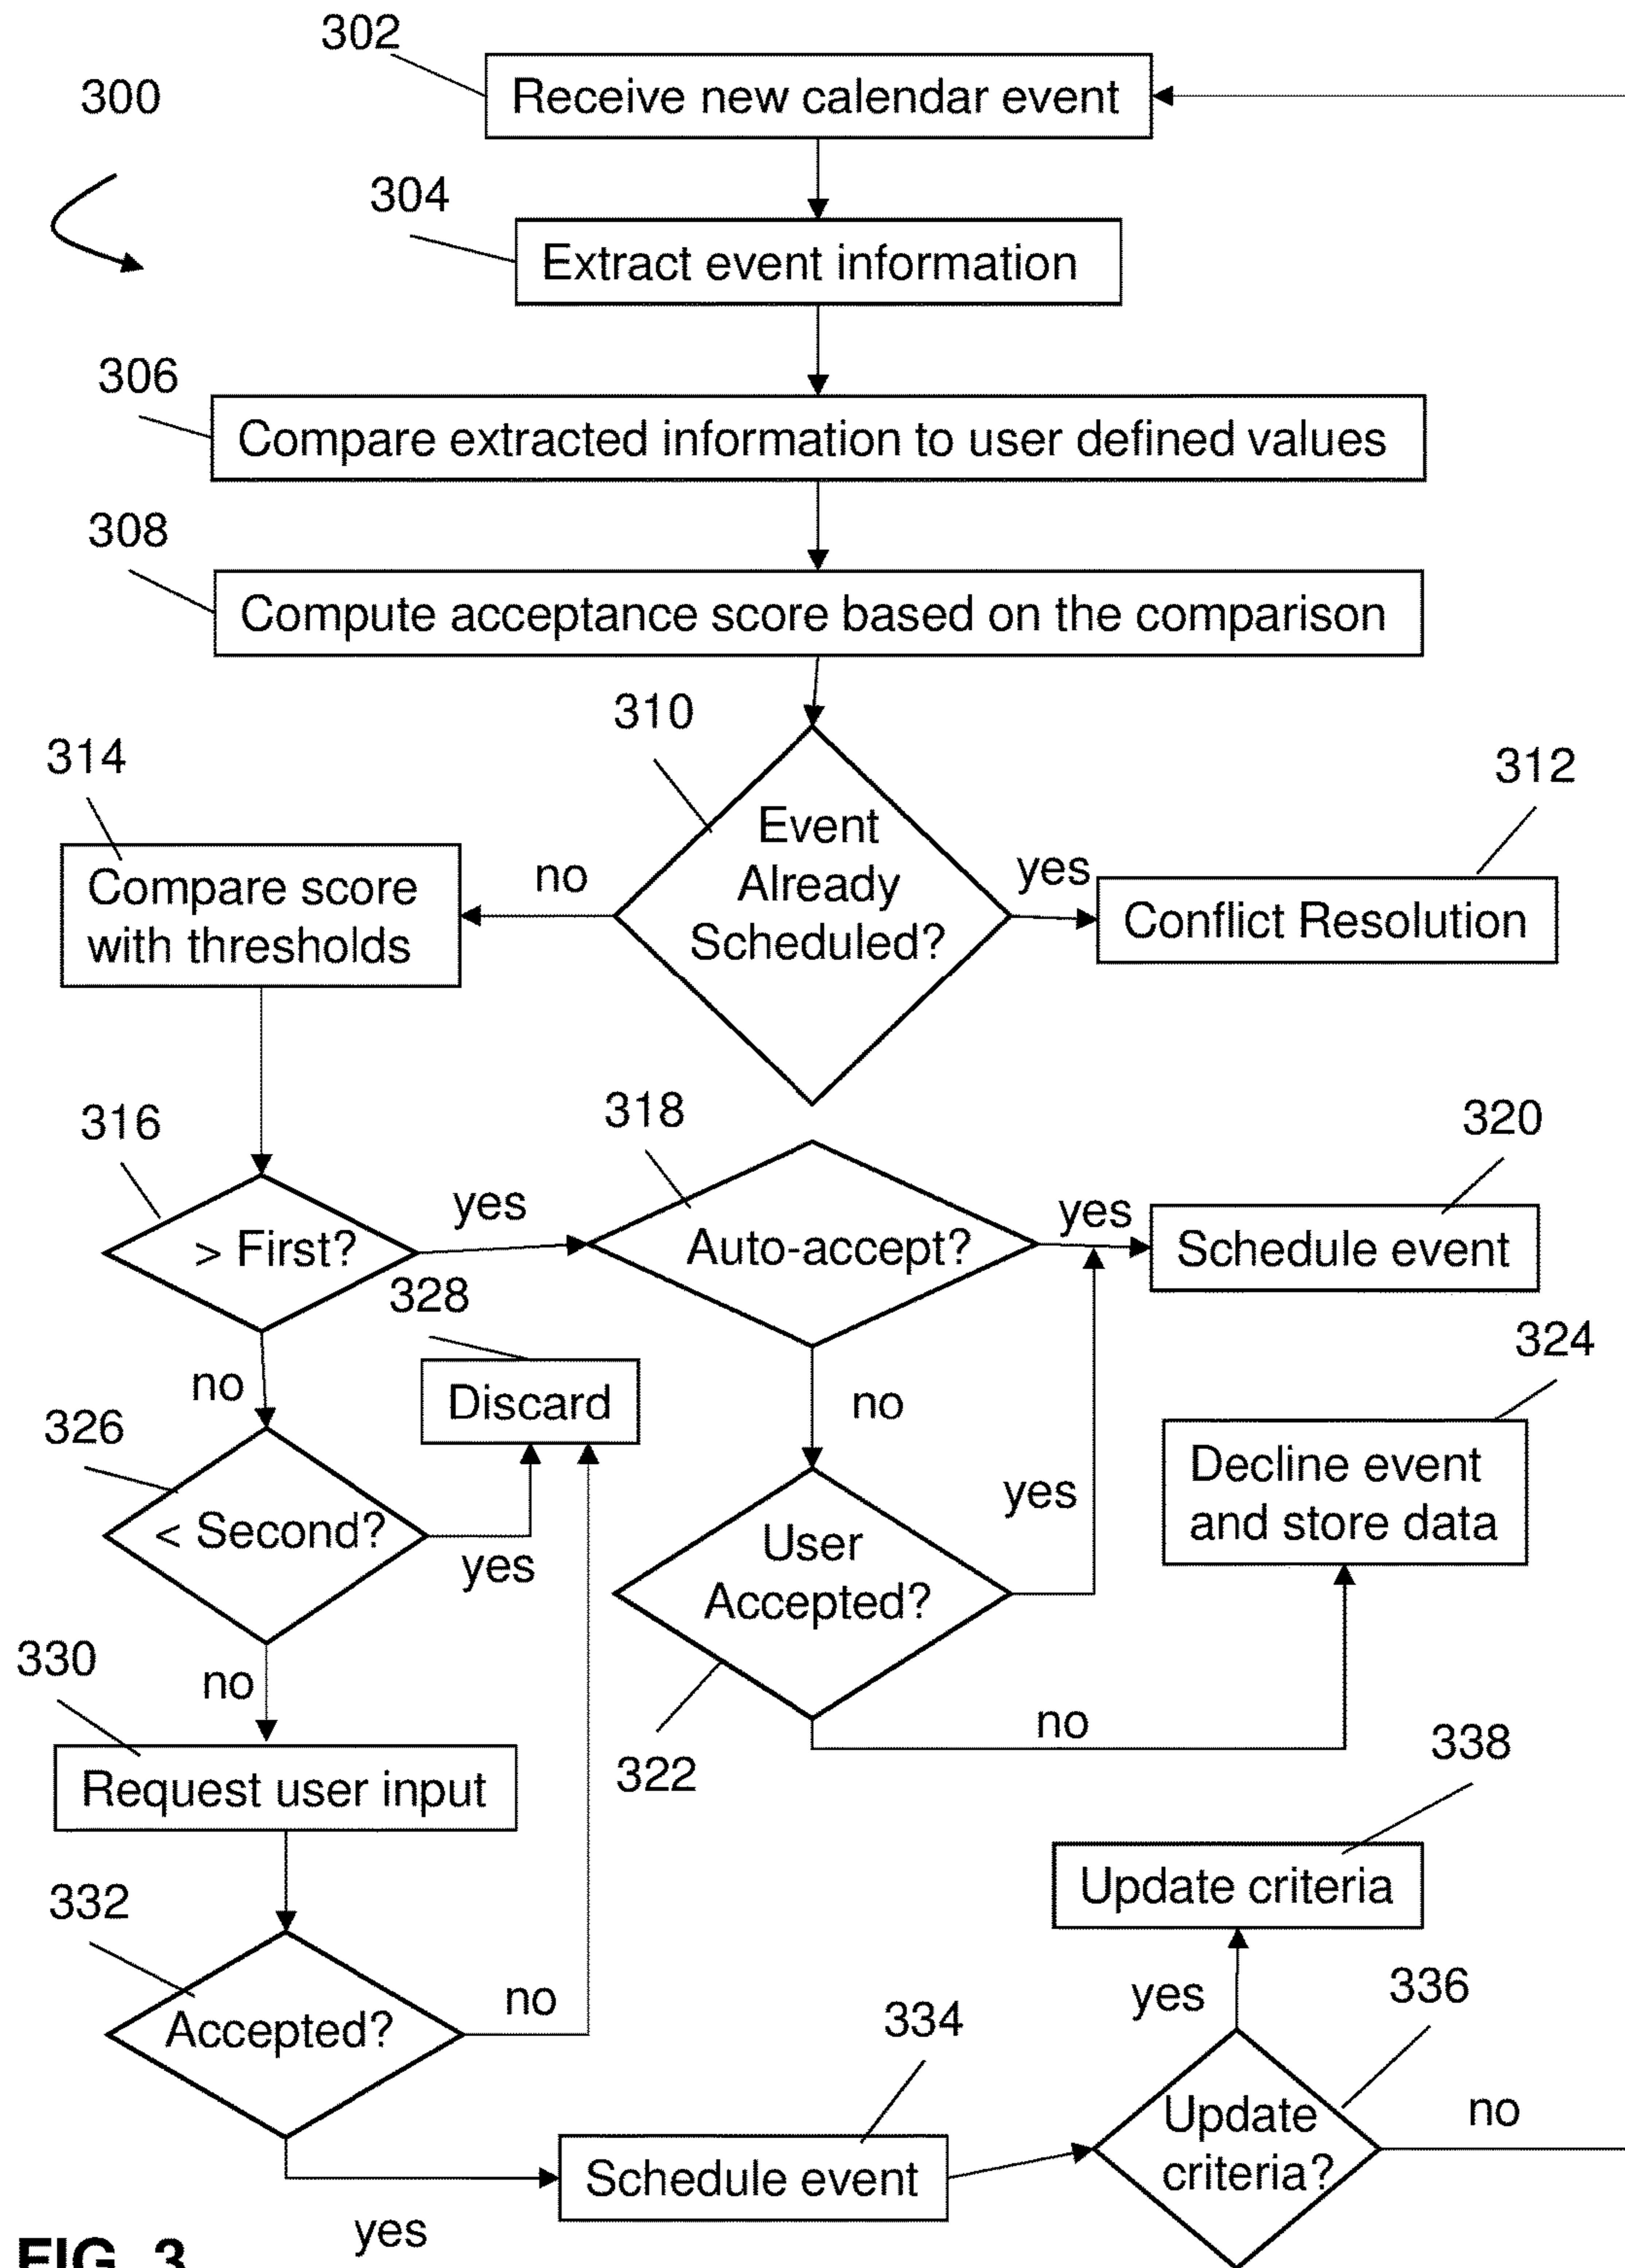 302
300
Receive new calendar event
304
Extract event information
306
Compare extracted information to user defined values
308
Compute acceptance score based on the comparison
310
314
312
Event
Already
Scheduled?
no
yes
Compare score
with thresholds
Conflict Resolution
316
318
320
> First?
yes
Auto-accept?
yes
Schedule event
328
324
no
Discard
no
326
< Second?
yes
User
Accepted?
yes
Decline event
and store data
330
no
no
322
338
Request user input
Update criteria
332
yes
336
Accepted?
no
334
Update
criteria?
no
Schedule event
yes
FIG. 3